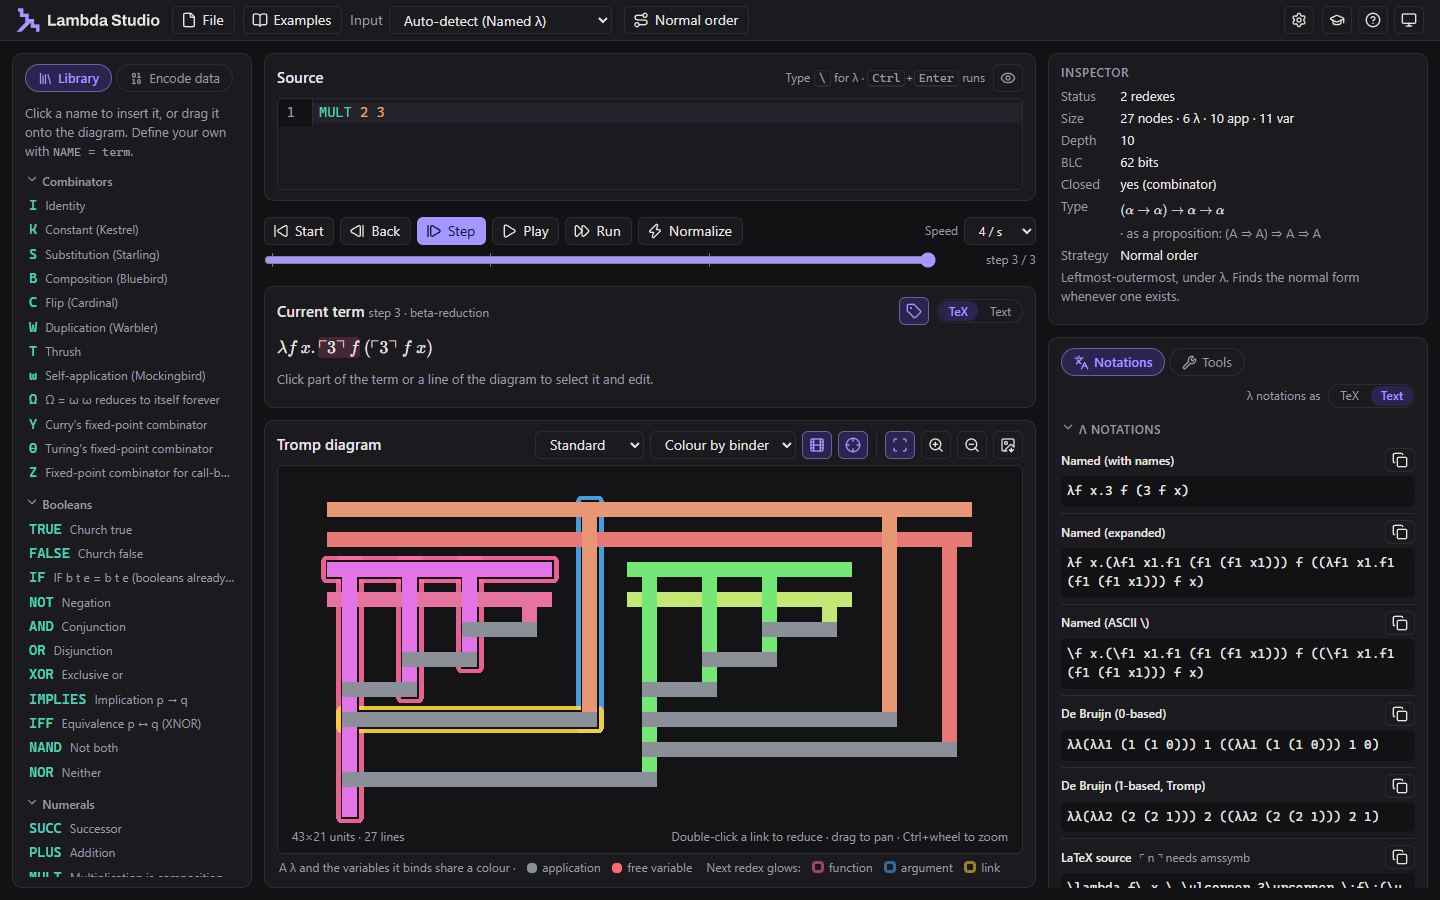 Lambda Studio File Examples Input Auto-detect (Named λ) Normal order
Library Encode data
Click a name to insert it, or drag it
onto the diagram. Define your own
with NAME = term.
Combinators
I Identity
K Constant (Kestrel)
S Substitution (Starling)
B Composition (Bluebird)
C Flip (Cardinal)
W Duplication (Warbler)
T Thrush
ω Self-application (Mockingbird)
Ω Ω = ω ω reduces to itself forever
Y Curry's fixed-point combinator
Θ Turing's fixed-point combinator
Z Fixed-point combinator for call-b...
Booleans
TRUE Church true
FALSE Church false
IF IF b t e = b t e (booleans already...
NOT Negation
AND Conjunction
OR Disjunction
XOR Exclusive or
IMPLIES Implication p → q
IFF Equivalence p ↔ q (XNOR)
NAND Not both
NOR Neither
Numerals
SUCC Successor
PLUS Addition
MULT Multiplication is composition
Source Type \ for λ · Ctrl + Enter runs
1 MULT 2 3
Start Back Step Play Run Normalize Speed 4 / s
step 3 / 3
Current term step 3 · beta-reduction TeX Text
λf x. ⌜3⌝ f (⌜3⌝ f x)
Click part of the term or a line of the diagram to select it and edit.
Tromp diagram Standard Colour by binder
43×21 units · 27 lines Double-click a link to reduce · drag to pan · Ctrl+wheel to zoom
A λ and the variables it binds share a colour · application free variable Next redex glows: function argument link
INSPECTOR
Status 2 redexes
Size 27 nodes · 6 λ · 10 app · 11 var
Depth 10
BLC 62 bits
Closed yes (combinator)
Type (α → α) → α → α
· as a proposition: (A ⇒ A) ⇒ A ⇒ A
Strategy Normal order
Leftmost-outermost, under λ. Finds the normal form
whenever one exists.
Notations Tools
λ notations as TeX Text
Λ NOTATIONS
Named (with names)
λf x.3 f (3 f x)
Named (expanded)
λf x.(λf1 x1.f1 (f1 (f1 x1))) f ((λf1 x1.f1
(f1 (f1 x1))) f x)
Named (ASCII \)
\f x.(\f1 x1.f1 (f1 (f1 x1))) f ((\f1 x1.f1
(f1 (f1 x1))) f x)
De Bruijn (0-based)
λλ(λλ1 (1 (1 0))) 1 ((λλ1 (1 (1 0))) 1 0)
De Bruijn (1-based, Tromp)
λλ(λλ2 (2 (2 1))) 2 ((λλ2 (2 (2 1))) 2 1)
LaTeX source ⌜ n ⌝ needs amssymb